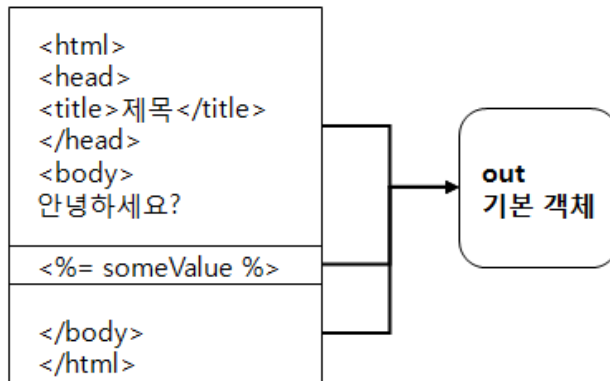 <html>
<head>
<title>제목</title>
</head>
<body>
안녕하세요?
<%= someValue %>
</body>
</html>
out
기본 객체